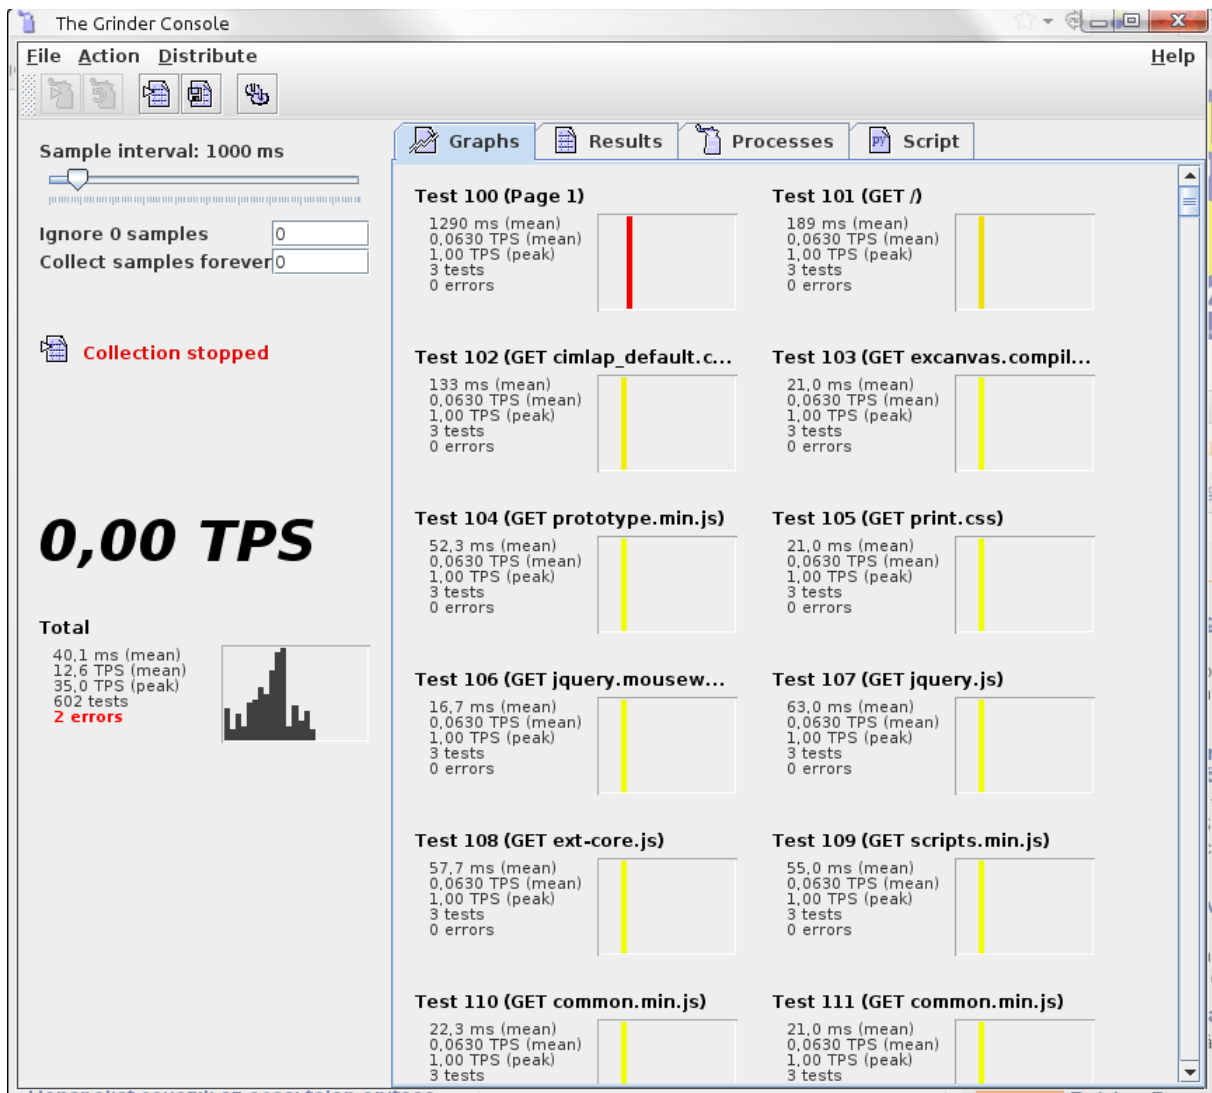 The Grinder Console
File Action Distribute Help
Sample interval: 1000 ms
Ignore 0 samples 0
Collect samples forever 0
Collection stopped
0,00 TPS
Total
40,1 ms (mean)
12,6 TPS (mean)
35,0 TPS (peak)
602 tests
2 errors
Graphs Results Processes Script
Test 100 (Page 1)
1290 ms (mean)
0,0630 TPS (mean)
1,00 TPS (peak)
3 tests
0 errors
Test 101 (GET /)
189 ms (mean)
0,0630 TPS (mean)
1,00 TPS (peak)
3 tests
0 errors
Test 102 (GET cimlap_default.c...
133 ms (mean)
0,0630 TPS (mean)
1,00 TPS (peak)
3 tests
0 errors
Test 103 (GET excanvas.compil...
21,0 ms (mean)
0,0630 TPS (mean)
1,00 TPS (peak)
3 tests
0 errors
Test 104 (GET prototype.min.js)
52,3 ms (mean)
0,0630 TPS (mean)
1,00 TPS (peak)
3 tests
0 errors
Test 105 (GET print.css)
21,0 ms (mean)
0,0630 TPS (mean)
1,00 TPS (peak)
3 tests
0 errors
Test 106 (GET jquery.mousew...
16,7 ms (mean)
0,0630 TPS (mean)
1,00 TPS (peak)
3 tests
0 errors
Test 107 (GET jquery.js)
63,0 ms (mean)
0,0630 TPS (mean)
1,00 TPS (peak)
3 tests
0 errors
Test 108 (GET ext-core.js)
57,7 ms (mean)
0,0630 TPS (mean)
1,00 TPS (peak)
3 tests
0 errors
Test 109 (GET scripts.min.js)
55,0 ms (mean)
0,0630 TPS (mean)
1,00 TPS (peak)
3 tests
0 errors
Test 110 (GET common.min.js)
22,3 ms (mean)
0,0630 TPS (mean)
1,00 TPS (peak)
3 tests
Test 111 (GET common.min.js)
21,0 ms (mean)
0,0630 TPS (mean)
1,00 TPS (peak)
3 tests